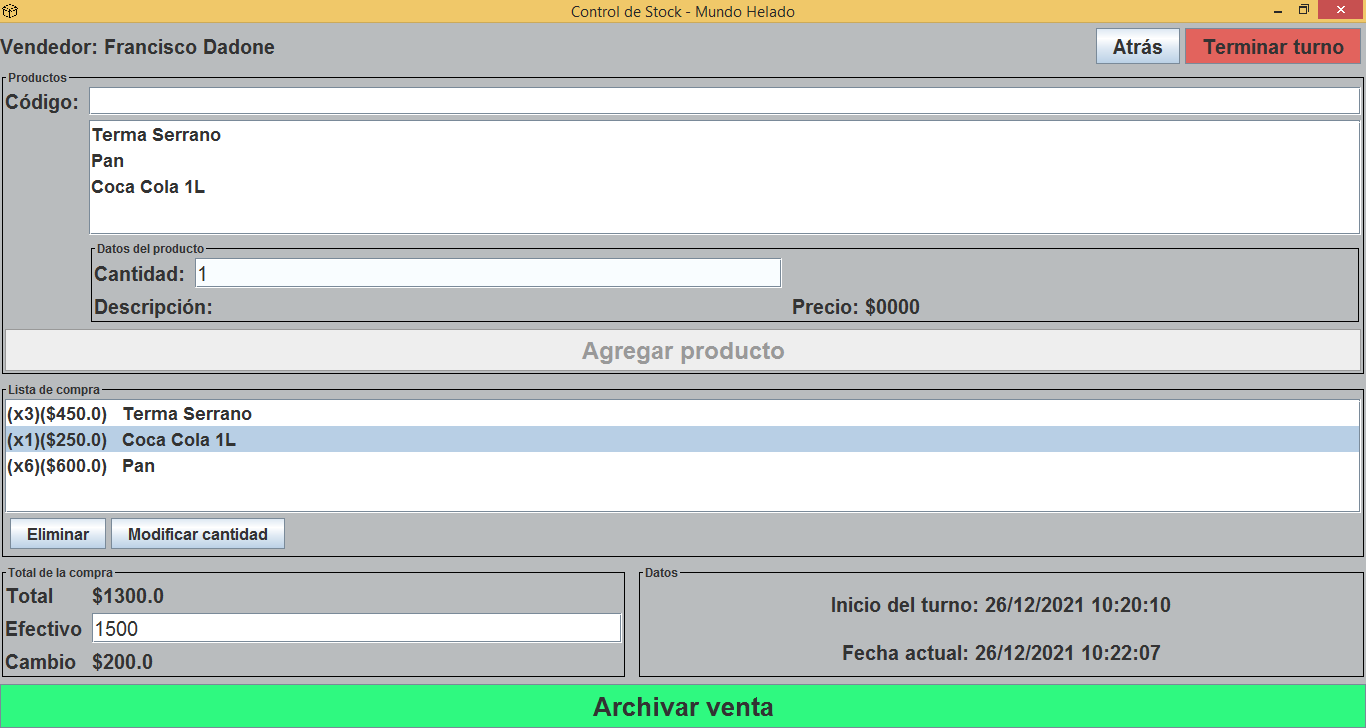 Control de Stock - Mundo Helado
Vendedor: Francisco Dadone
Atrás
Terminar turno
Productos
Código:
Terma Serrano
Pan
Coca Cola 1L
Datos del producto
Cantidad: 1
Descripción:
Precio: $0000
Agregar producto
Lista de compra
(x3)($450.0) Terma Serrano
(x1)($250.0) Coca Cola 1L
(x6)($600.0) Pan
Eliminar
Modificar cantidad
Total de la compra
Total $1300.0
Efectivo 1500
Cambio $200.0
Datos
Inicio del turno: 26/12/2021 10:20:10
Fecha actual: 26/12/2021 10:22:07
Archivar venta